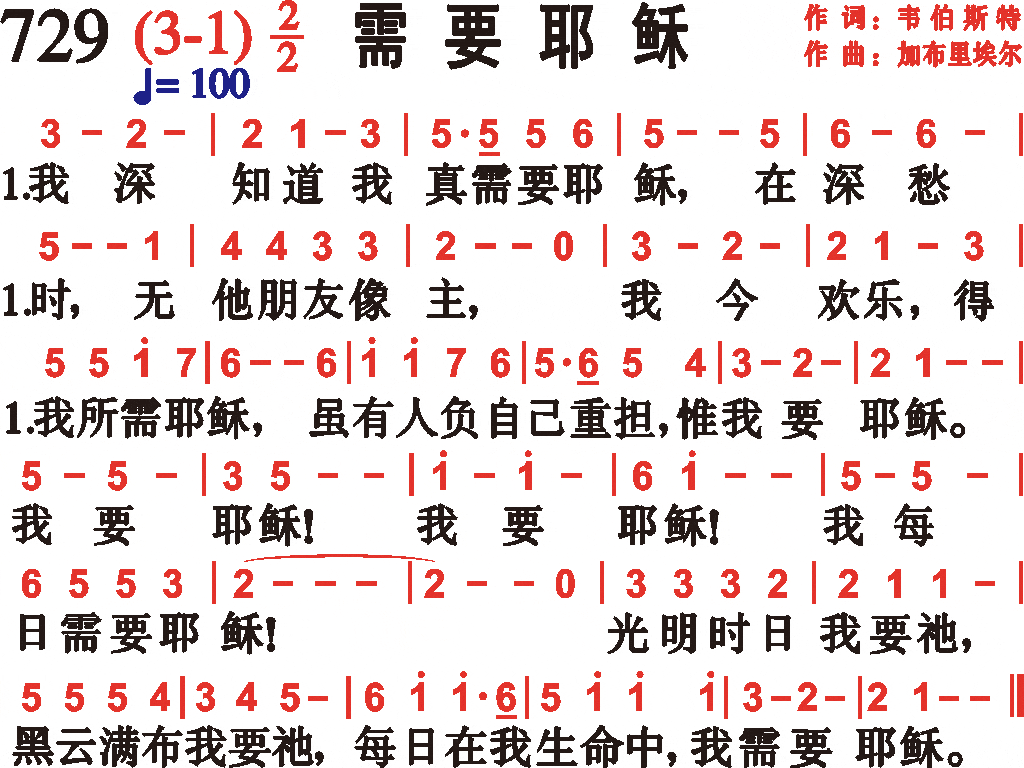 729 (3-1) 2/2 需要耶稣 作词：韦伯斯特
♩= 100 作曲：加布里埃尔
3 - 2 - | 2 1 - 3 | 5· 5 5 6 | 5 - - 5 | 6 - 6 - |
1.我 深 知道 我 真需要耶 稣， 在 深 愁
5 - - 1 | 4 4 3 3 | 2 - - 0 | 3 - 2 - | 2 1 - 3 |
1.时， 无 他朋友像 主， 我 今 欢乐，得
5 5 i 7 | 6 - - 6 | i i 7 6 | 5· 6 5 4 | 3 - 2 - | 2 1 - - |
1.我所需耶稣， 虽有人负自己重担，惟我 要 耶稣。
5 - 5 - | 3 5 - - | i - i - | 6 i - - | 5 - 5 - |
我 要 耶稣！ 我 要 耶稣！ 我 每
6 5 5 3 | 2 - - - | 2 - - 0 | 3 3 3 2 | 2 1 1 - |
日需要耶 稣！ 光明时日 我要祂，
5 5 5 4 | 3 4 5 - | 6 i i· 6 | 5 i i i | 3 - 2 - | 2 1 - - ‖
黑云满布我要祂， 每日在我生命中，我需要 耶稣。